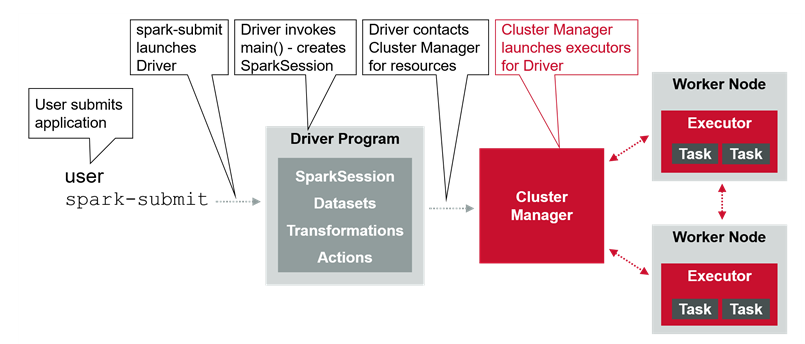 User submits
application
spark-submit
launches
Driver
Driver invokes
main() - creates
SparkSession
Driver contacts
Cluster Manager
for resources
Cluster Manager
launches executors
for Driver
user
spark-submit
Driver Program
SparkSession
Datasets
Transformations
Actions
Cluster
Manager
Worker Node
Executor
Task Task
Worker Node
Executor
Task Task